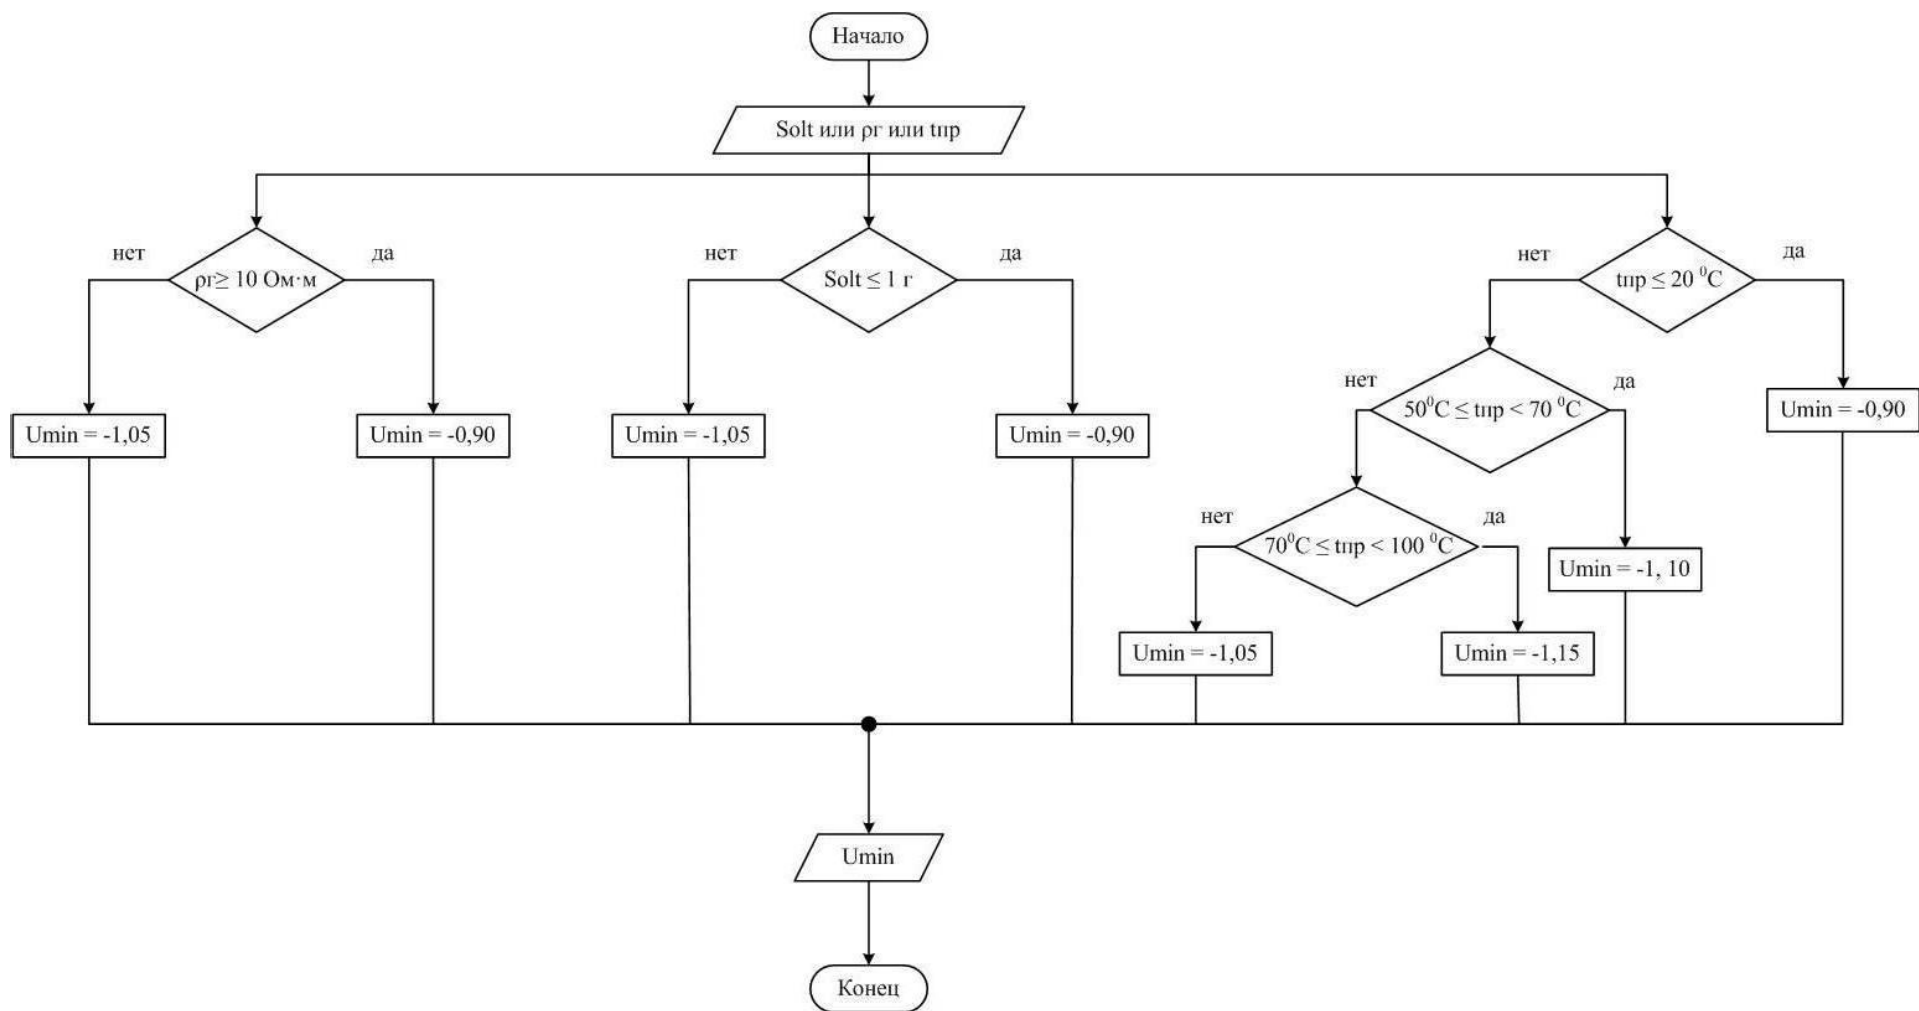 Начало
Solt или ρг или tпр
нет
да
ρг≥ 10 Ом·м
нет
да
Solt ≤ 1 г
нет
да
tпр ≤ 20 ⁰C
Umin = -1,05
Umin = -0,90
Umin = -1,05
Umin = -0,90
нет
да
50⁰C ≤ tпр < 70 ⁰C
Umin = -0,90
нет
да
70⁰C ≤ tпр < 100 ⁰C
Umin = -1, 10
Umin = -1,05
Umin = -1,15
Umin
Конец